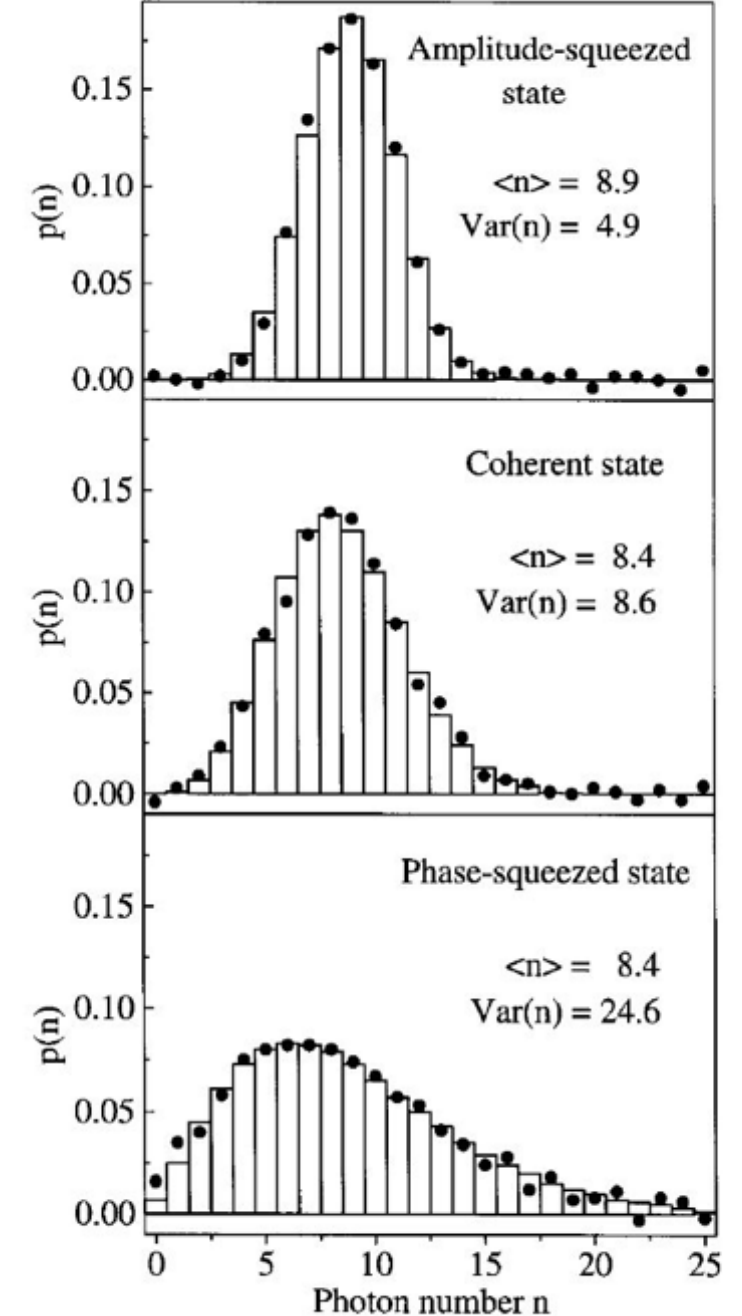 Amplitude-squeezed
state
0.15
<n> = 8.9
0.10
p(n)
Var(n) = 4.9
0.05
0.00
Coherent state
0.15
<n> = 8.4
0.10
p(n)
Var(n) = 8.6
0.05
0.00
Phase-squeezed state
0.15
<n> = 8.4
0.10
p(n)
Var(n) = 24.6
0.05
0.00
0 5 10 15 20 25
Photon number n